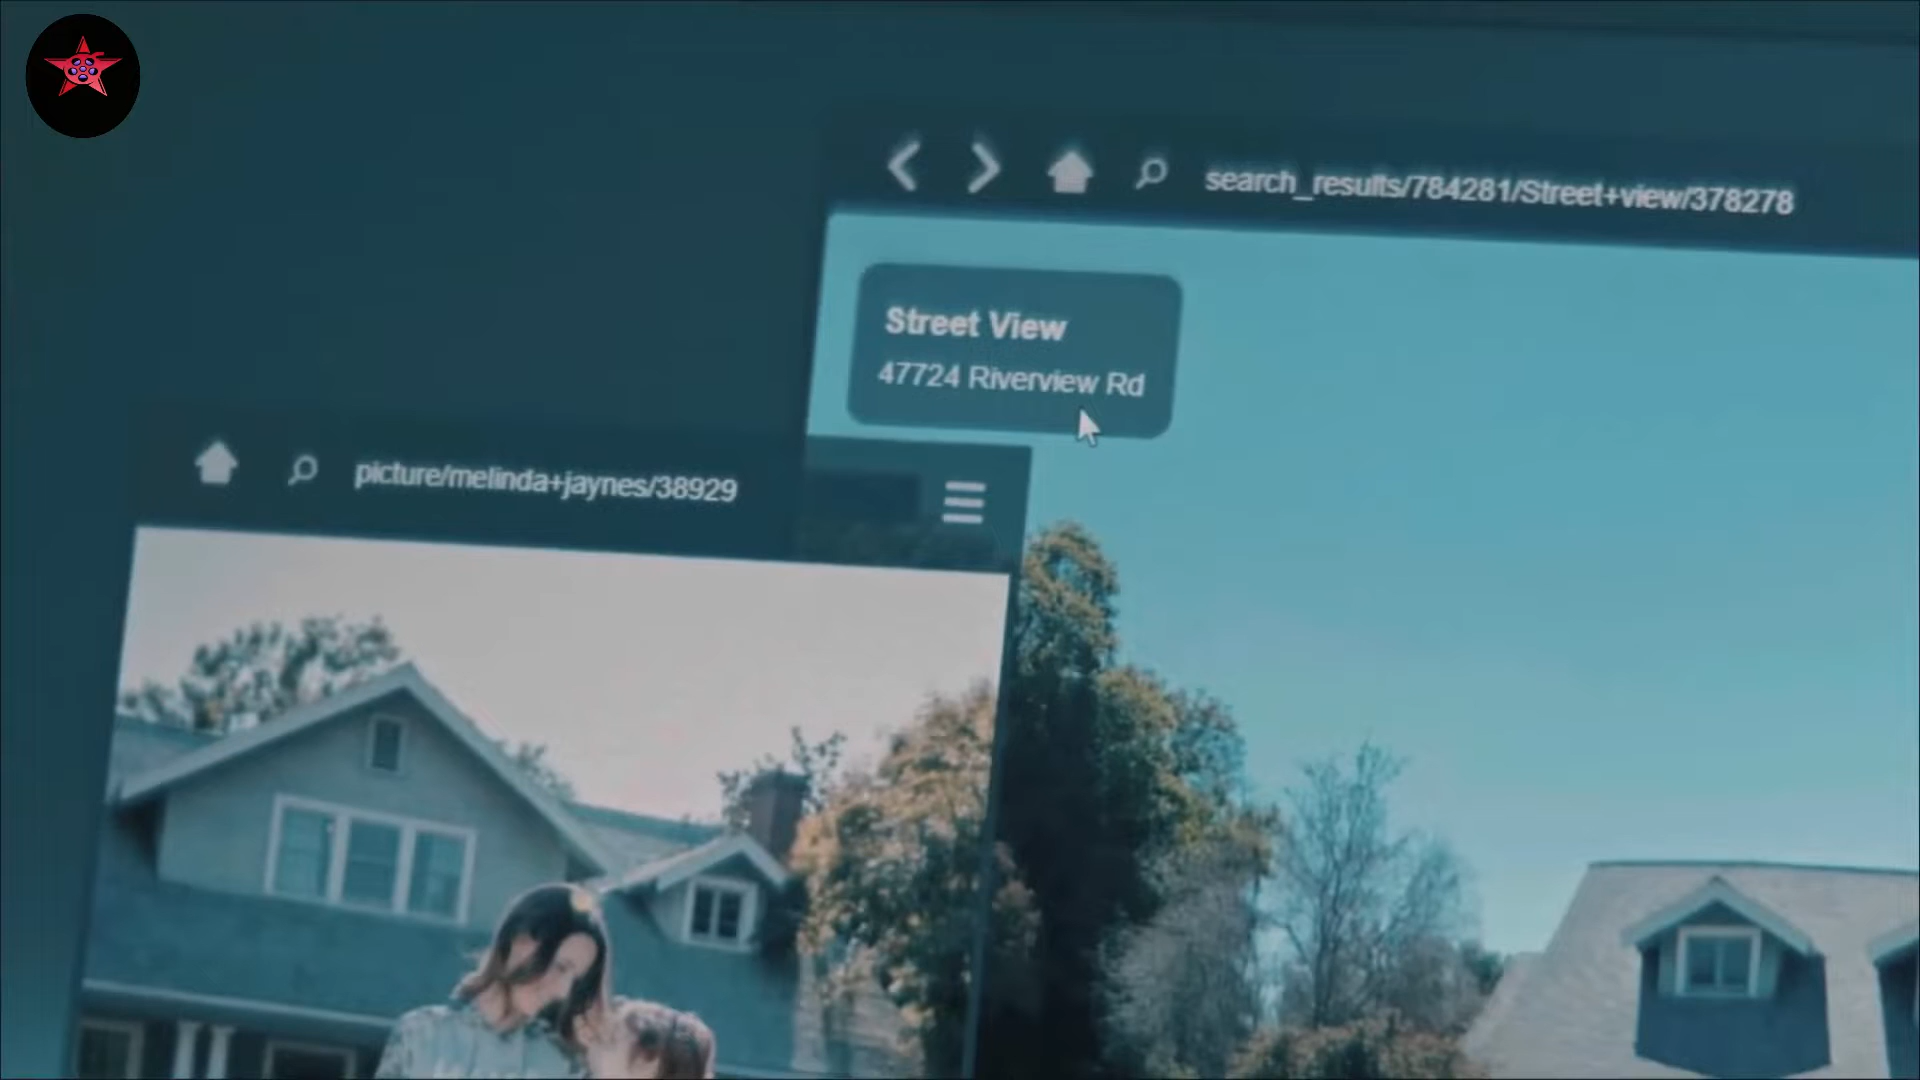 search_results/784281/Street+view/378278
Street View
47724 Riverview Rd
picture/melinda+jaynes/38929